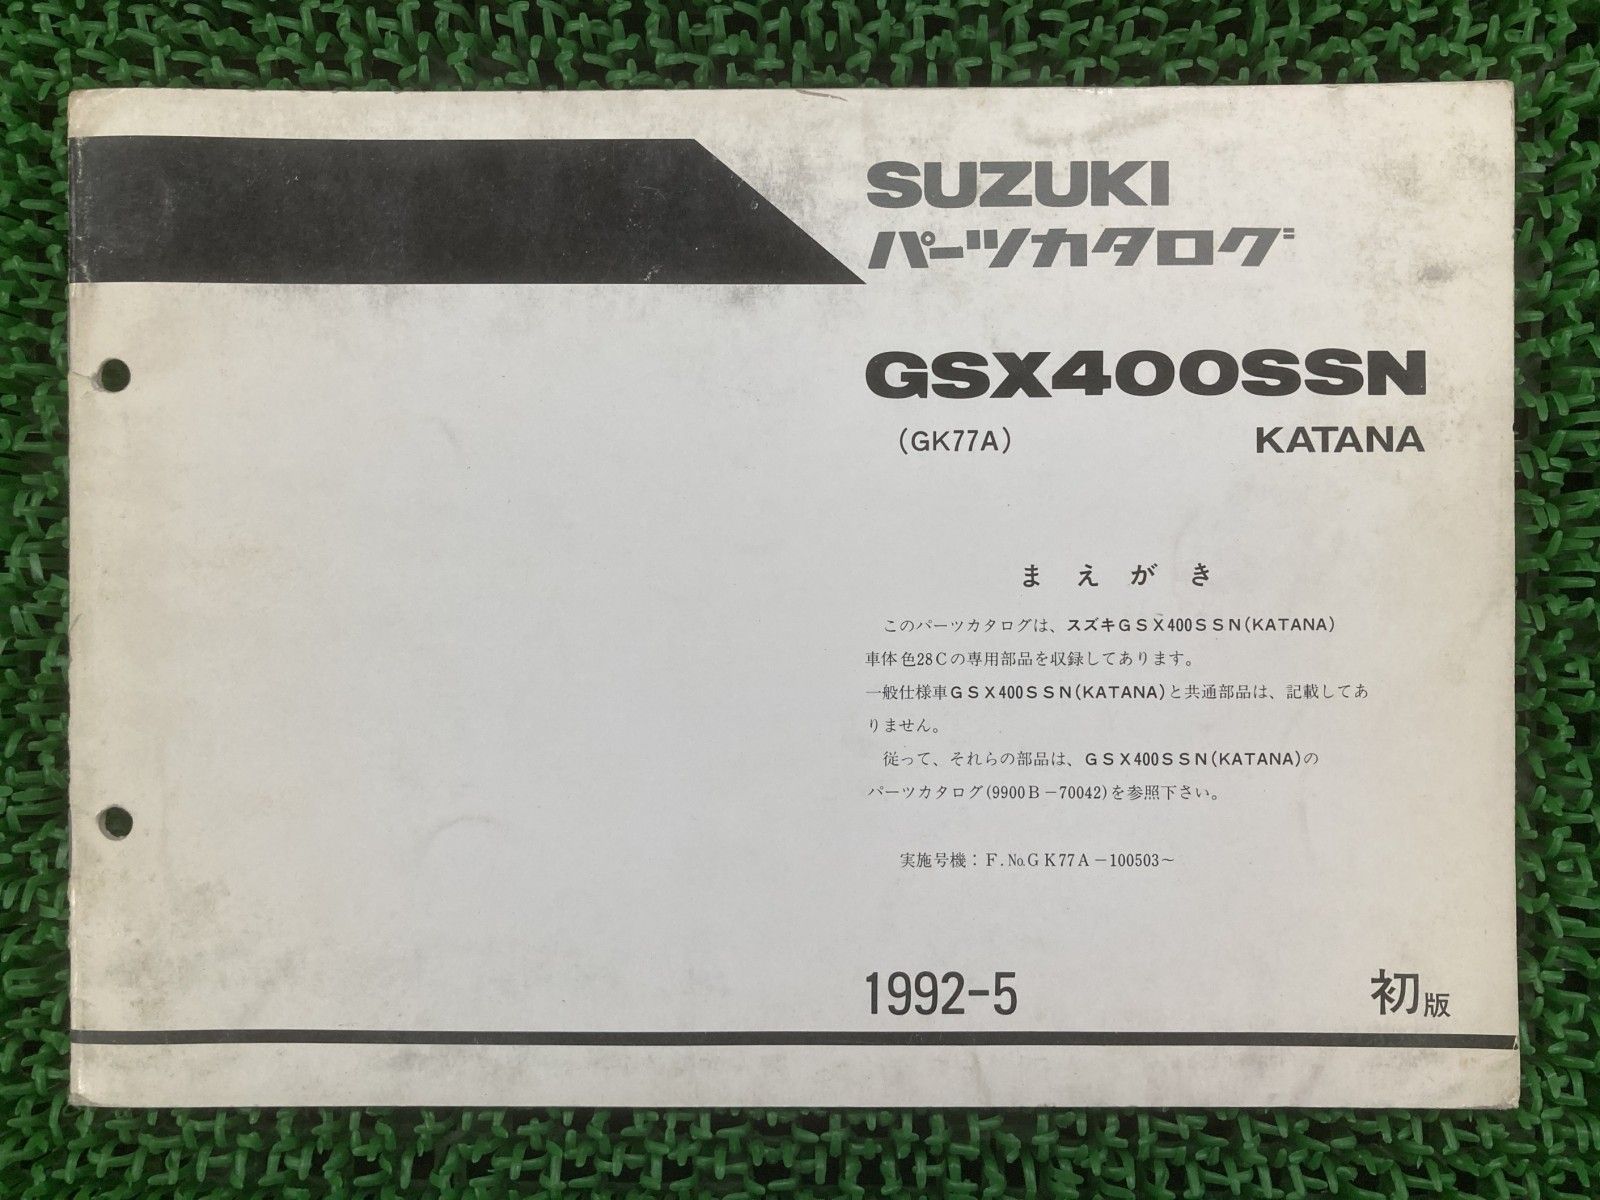 SUZUKI
パーツカタログ
GSX400SSN
(GK77A) KATANA
まえがき
このパーツカタログは、スズキGSX400SSN(KATANA)
車体色28Cの専用部品を収録してあります。
一般仕様車GSX400SSN(KATANA)と共通部品は、記載してあ
りません。
従って、それらの部品は、GSX400SSN(KATANA)の
パーツカタログ(9900B-70042)を参照下さい。
実施号機：F.No.GK77A-100503～
1992-5 初版